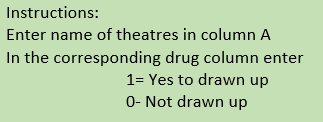 Instructions:
Enter name of theatres in column A
In the corresponding drug column enter
1= Yes to drawn up
0- Not drawn up